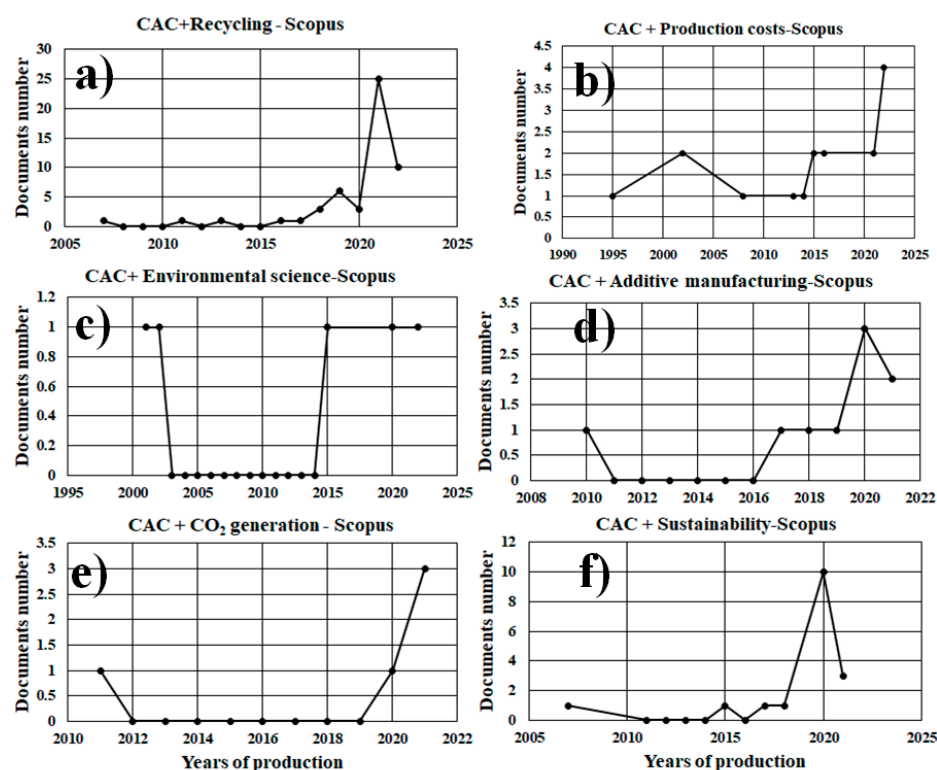 CAC+Recycling - Scopus
a)
Documents number
30
25
20
15
10
5
0
2005 2010 2015 2020 2025
CAC + Production costs-Scopus
b)
Documents number
4.5
4
3.5
3
2.5
2
1.5
1
0.5
0
1990 1995 2000 2005 2010 2015 2020 2025
CAC+ Environmental science-Scopus
c)
Documents number
1.2
1
0.8
0.6
0.4
0.2
0
1995 2000 2005 2010 2015 2020 2025
CAC + Additive manufacturing-Scopus
d)
Documents number
3.5
3
2.5
2
1.5
1
0.5
0
2008 2010 2012 2014 2016 2018 2020 2022
CAC + CO₂ generation - Scopus
e)
Documents number
3.5
3
2.5
2
1.5
1
0.5
0
2010 2012 2014 2016 2018 2020 2022
Years of production
CAC + Sustainability-Scopus
f)
Documents number
12
10
8
6
4
2
0
2005 2010 2015 2020 2025
Years of production